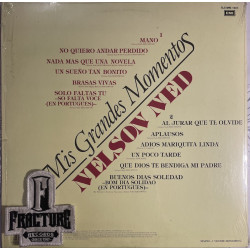 EMI
1
MANO
NO QUIERO ANDAR PERDIDO
NADA MAS QUE UNA NOVELA
UN SUEÑO TAN BONITO
BRASAS VIVAS
SOLO FALTAS TU
-SO FALTA VOCE
(EN PORTUGUES)-
Mis Grandes Momentos
NELSON NED
2
AL JURAR QUE TE OLVIDE
APLAUSOS
ADIOS MARIQUITA LINDA
UN POCO TARDE
QUE DIOS TE BENDIGA MI PADRE
BUENOS DIAS SOLEDAD
-BOM DIA SOLIDAO
(EN PORTUGUES)-
FRACTURE
RECORDS